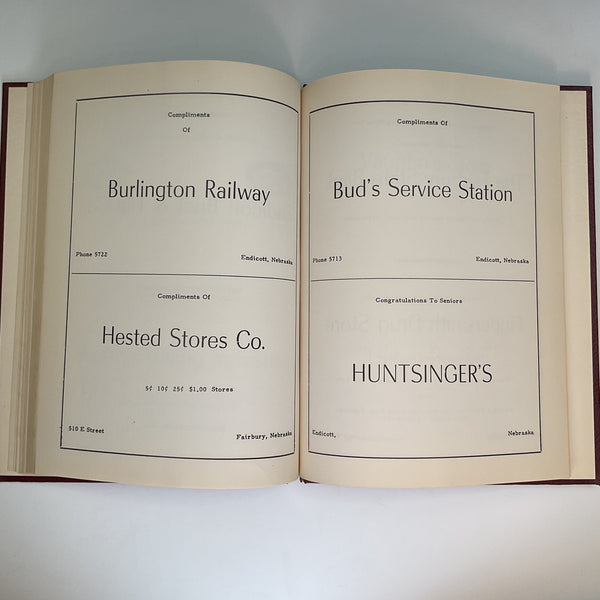 Compliments
Of
Burlington Railway
Phone 5722 Endicott, Nebraska
Compliments Of
Hested Stores Co.
5¢ 10¢ 25¢ $1.00 Stores
510 E Street
Fairbury, Nebraska
Compliments Of
Bud's Service Station
Phone 5713 Endicott, Nebraska
Congratulations To Seniors
HUNTSINGER'S
Endicott, Nebraska